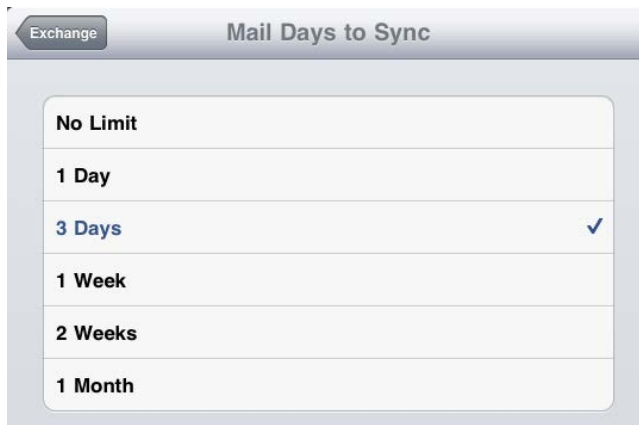 Exchange
Mail Days to Sync
No Limit
1 Day
3 Days
1 Week
2 Weeks
1 Month